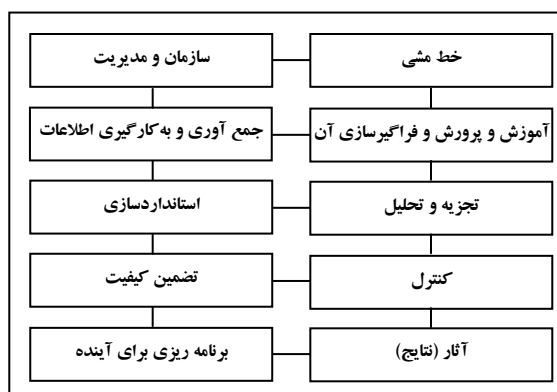 خط مشی
سازمان و مدیریت
آموزش و پرورش و فراگیرسازی آن
جمع آوری و به‌کارگیری اطلاعات
تجزیه و تحلیل
استانداردسازی
کنترل
تضمین کیفیت
آثار (نتایج)
برنامه ریزی برای آینده